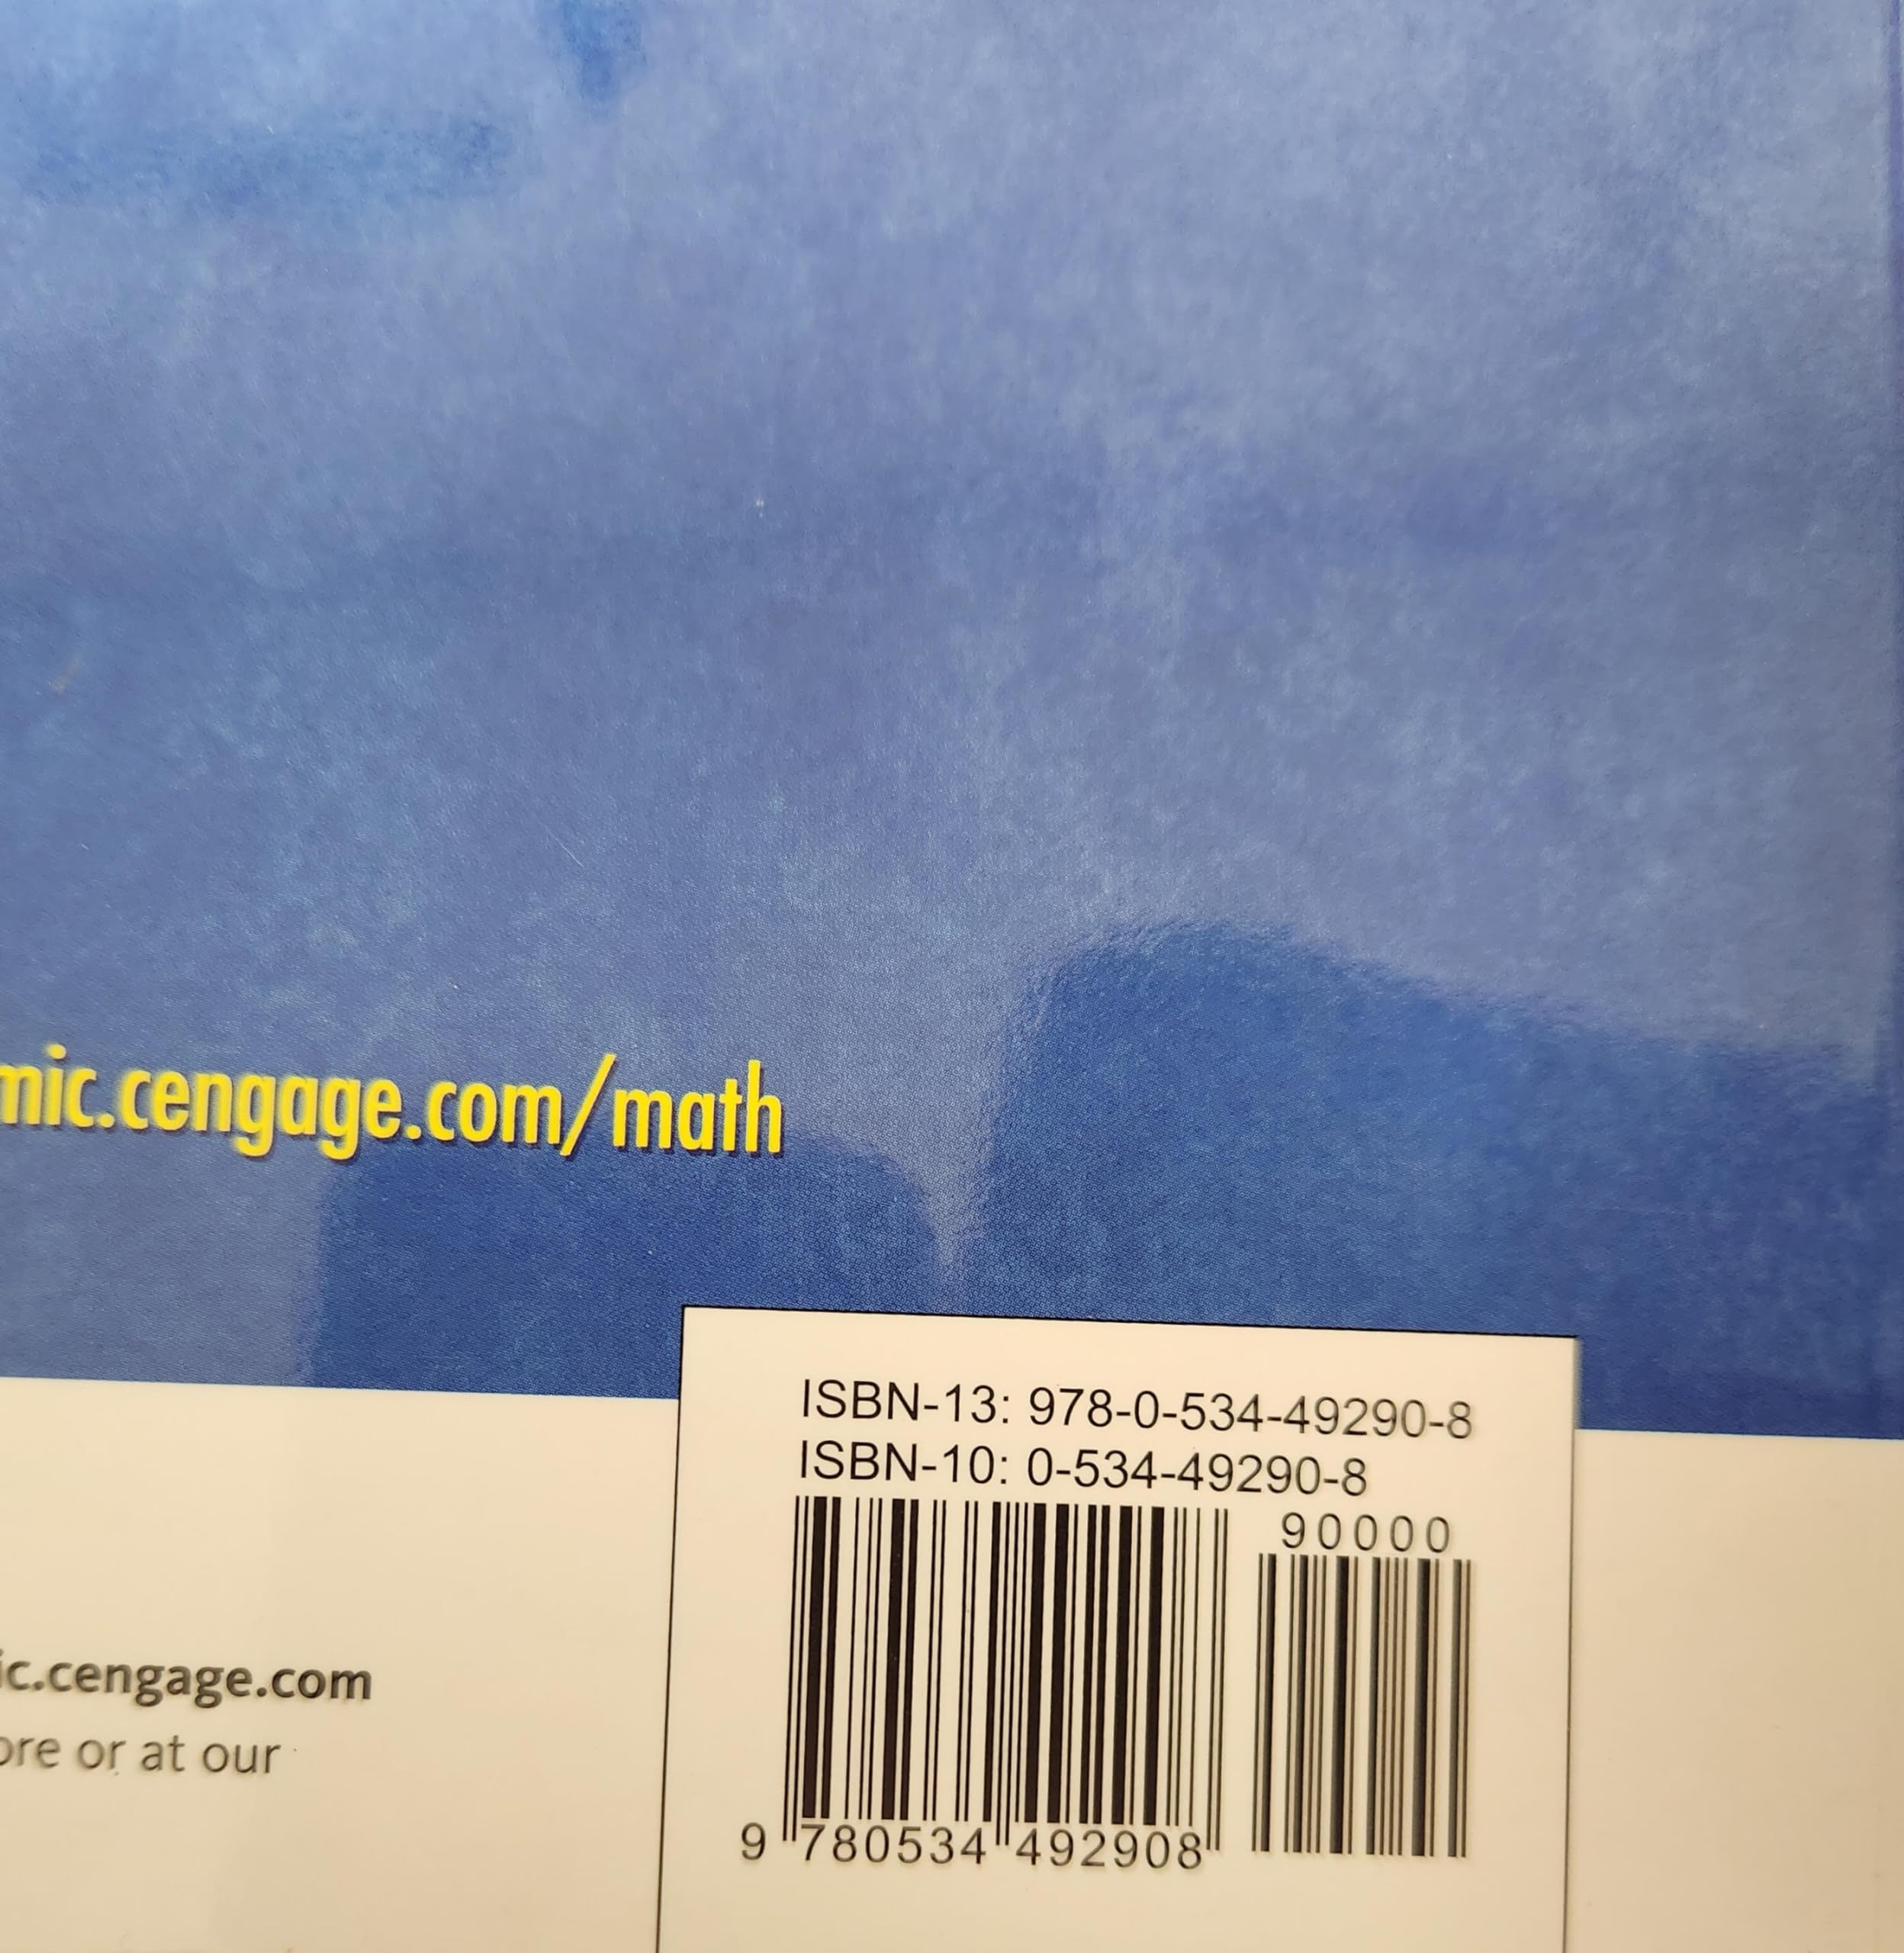 mic.cengage.com/math
ISBN-13: 978-0-534-49290-8
ISBN-10: 0-534-49290-8
90000
9 780534 492908
ic.cengage.com
ore or at our